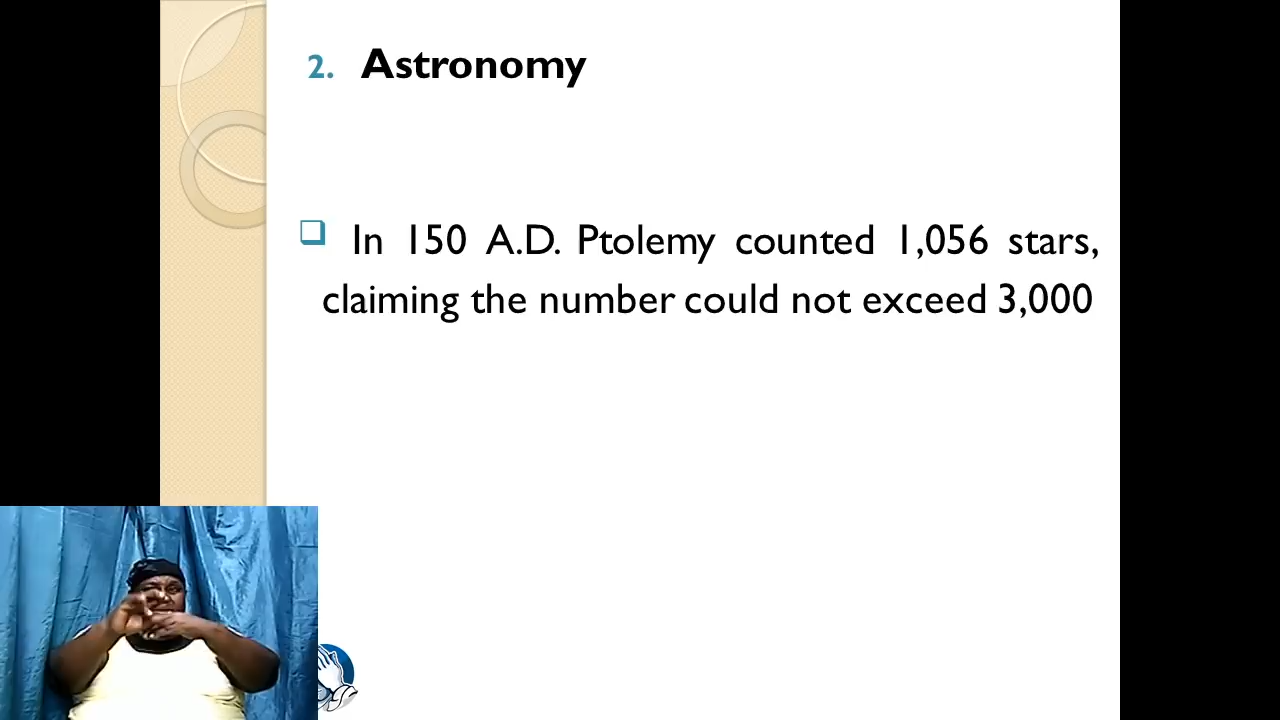 2. Astronomy
In 150 A.D. Ptolemy counted 1,056 stars,
claiming the number could not exceed 3,000